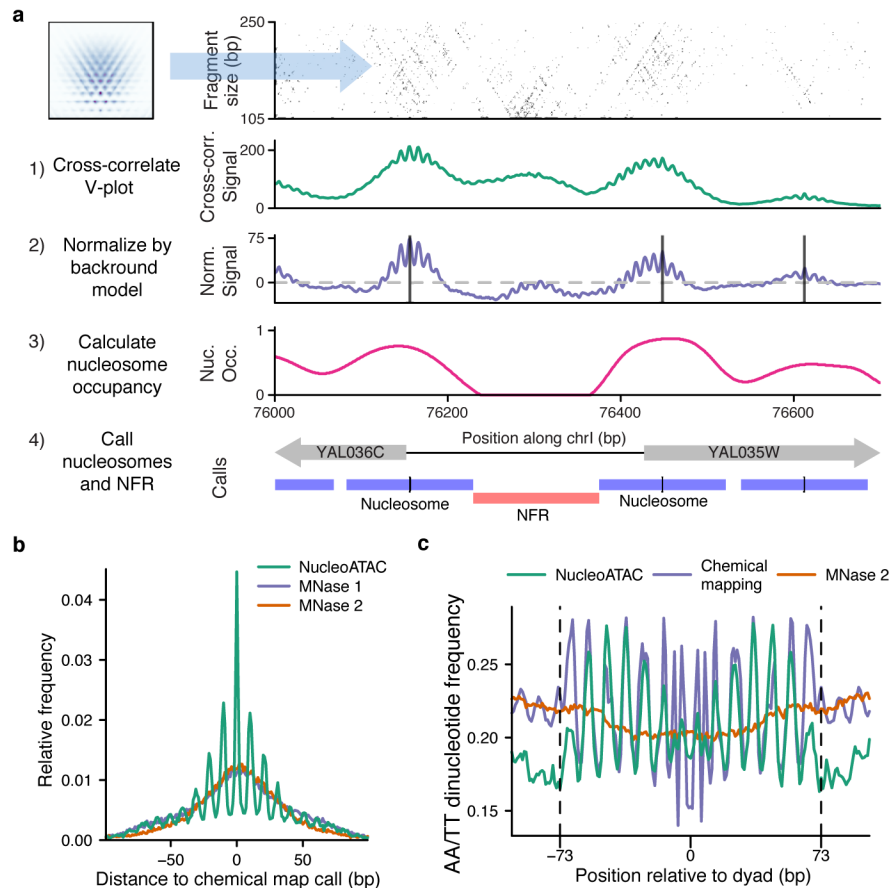 a
250
Fragment
size (bp)
105
1) Cross-correlate
V-plot
200
0
Cross-corr.
Signal
2) Normalize by
backround
model
75
0
Norm.
Signal
3) Calculate
nucleosome
occupancy
1
0
Nuc.
Occ.
76000 76200 76400 76600
Position along chrI (bp)
4) Call
nucleosomes
and NFR
Calls
YAL036C YAL035W
Nucleosome NFR Nucleosome
b
NucleoATAC
MNase 1
MNase 2
0.04
0.03
0.02
0.01
0.00
Relative frequency
−50 0 50
Distance to chemical map call (bp)
c
NucleoATAC Chemical
mapping MNase 2
0.25
0.20
0.15
AA/TT dinucleotide frequency
−73 0 73
Position relative to dyad (bp)